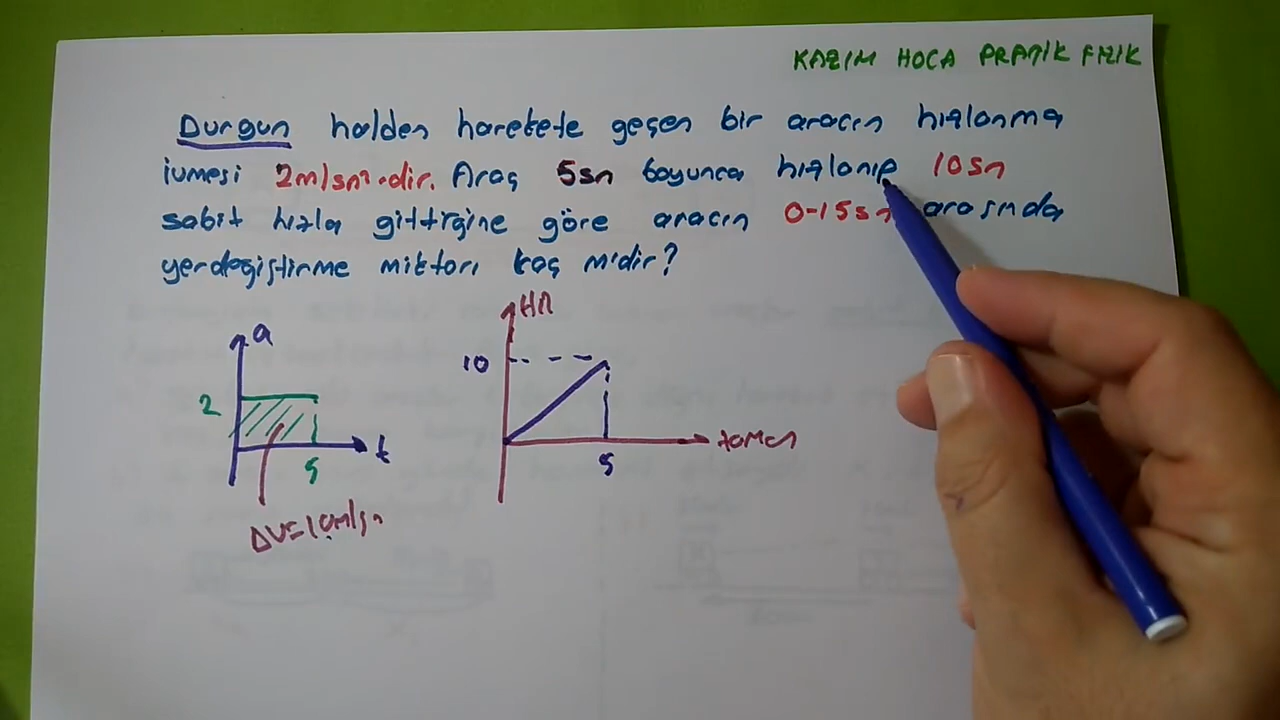 KAZIM HOCA PRATİK FİZİK
Durgun halden harekete geçen bir aracın hızlanma
ivmesi 2m/sn² dir. Araç 5sn boyunca hızlanıp 10sn
sabit hızla gittiğine göre aracın 0-15sn arasında
yerdeğiştirme miktarı kaç m'dir?
a
2
5
t
ΔV=10m/sn
Hız
10
5
zaman